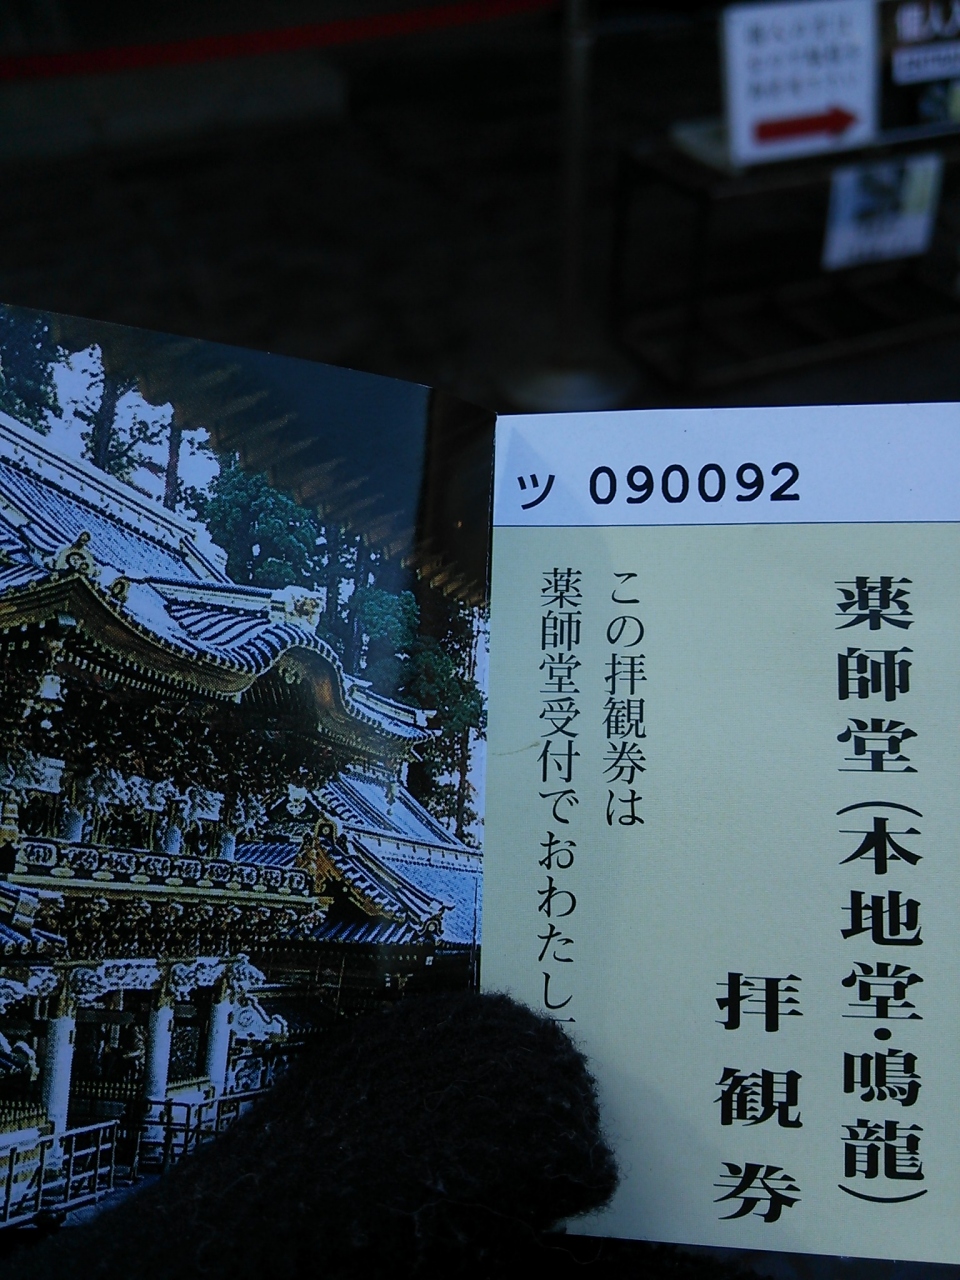 ツ 090092
薬師堂(本地堂・鳴龍)
拝観券
この拝観券は
薬師堂受付でおわたし